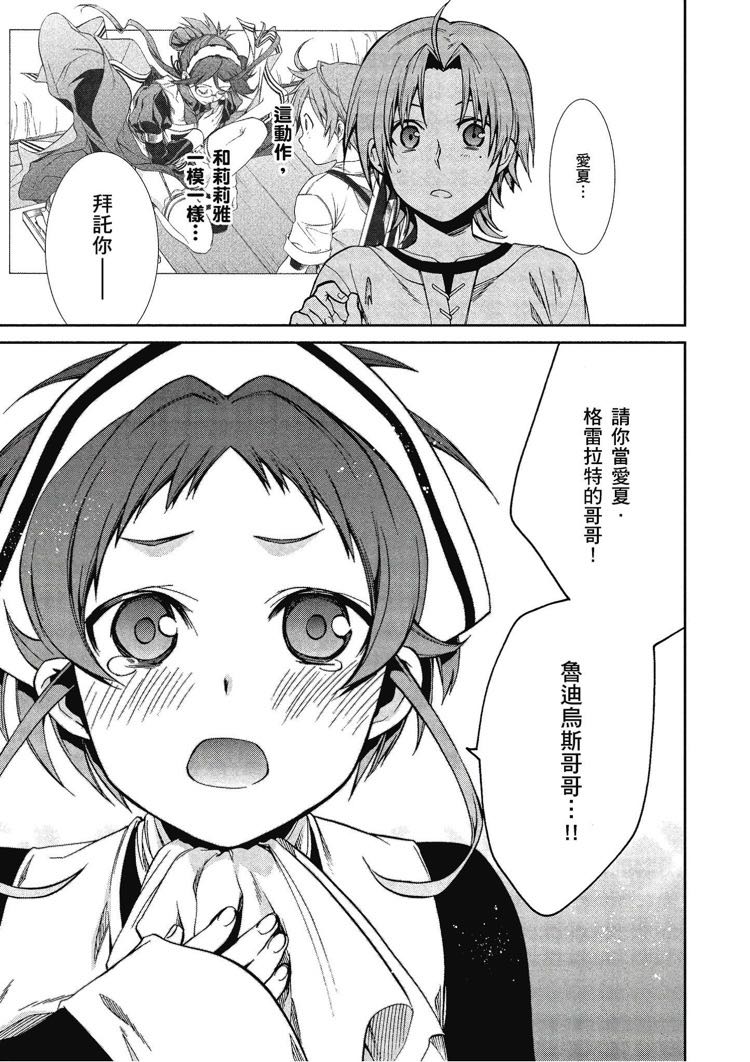 愛夏…
這動作，
和莉莉雅
一模一樣…
拜託你──
請你當愛夏．
格雷拉特的哥哥！
魯迪烏斯哥哥…!!